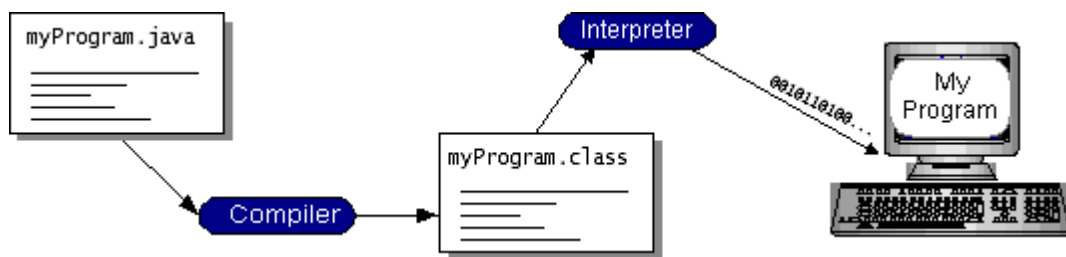 myProgram.java
Compiler
myProgram.class
Interpreter
0010110100...
My
Program